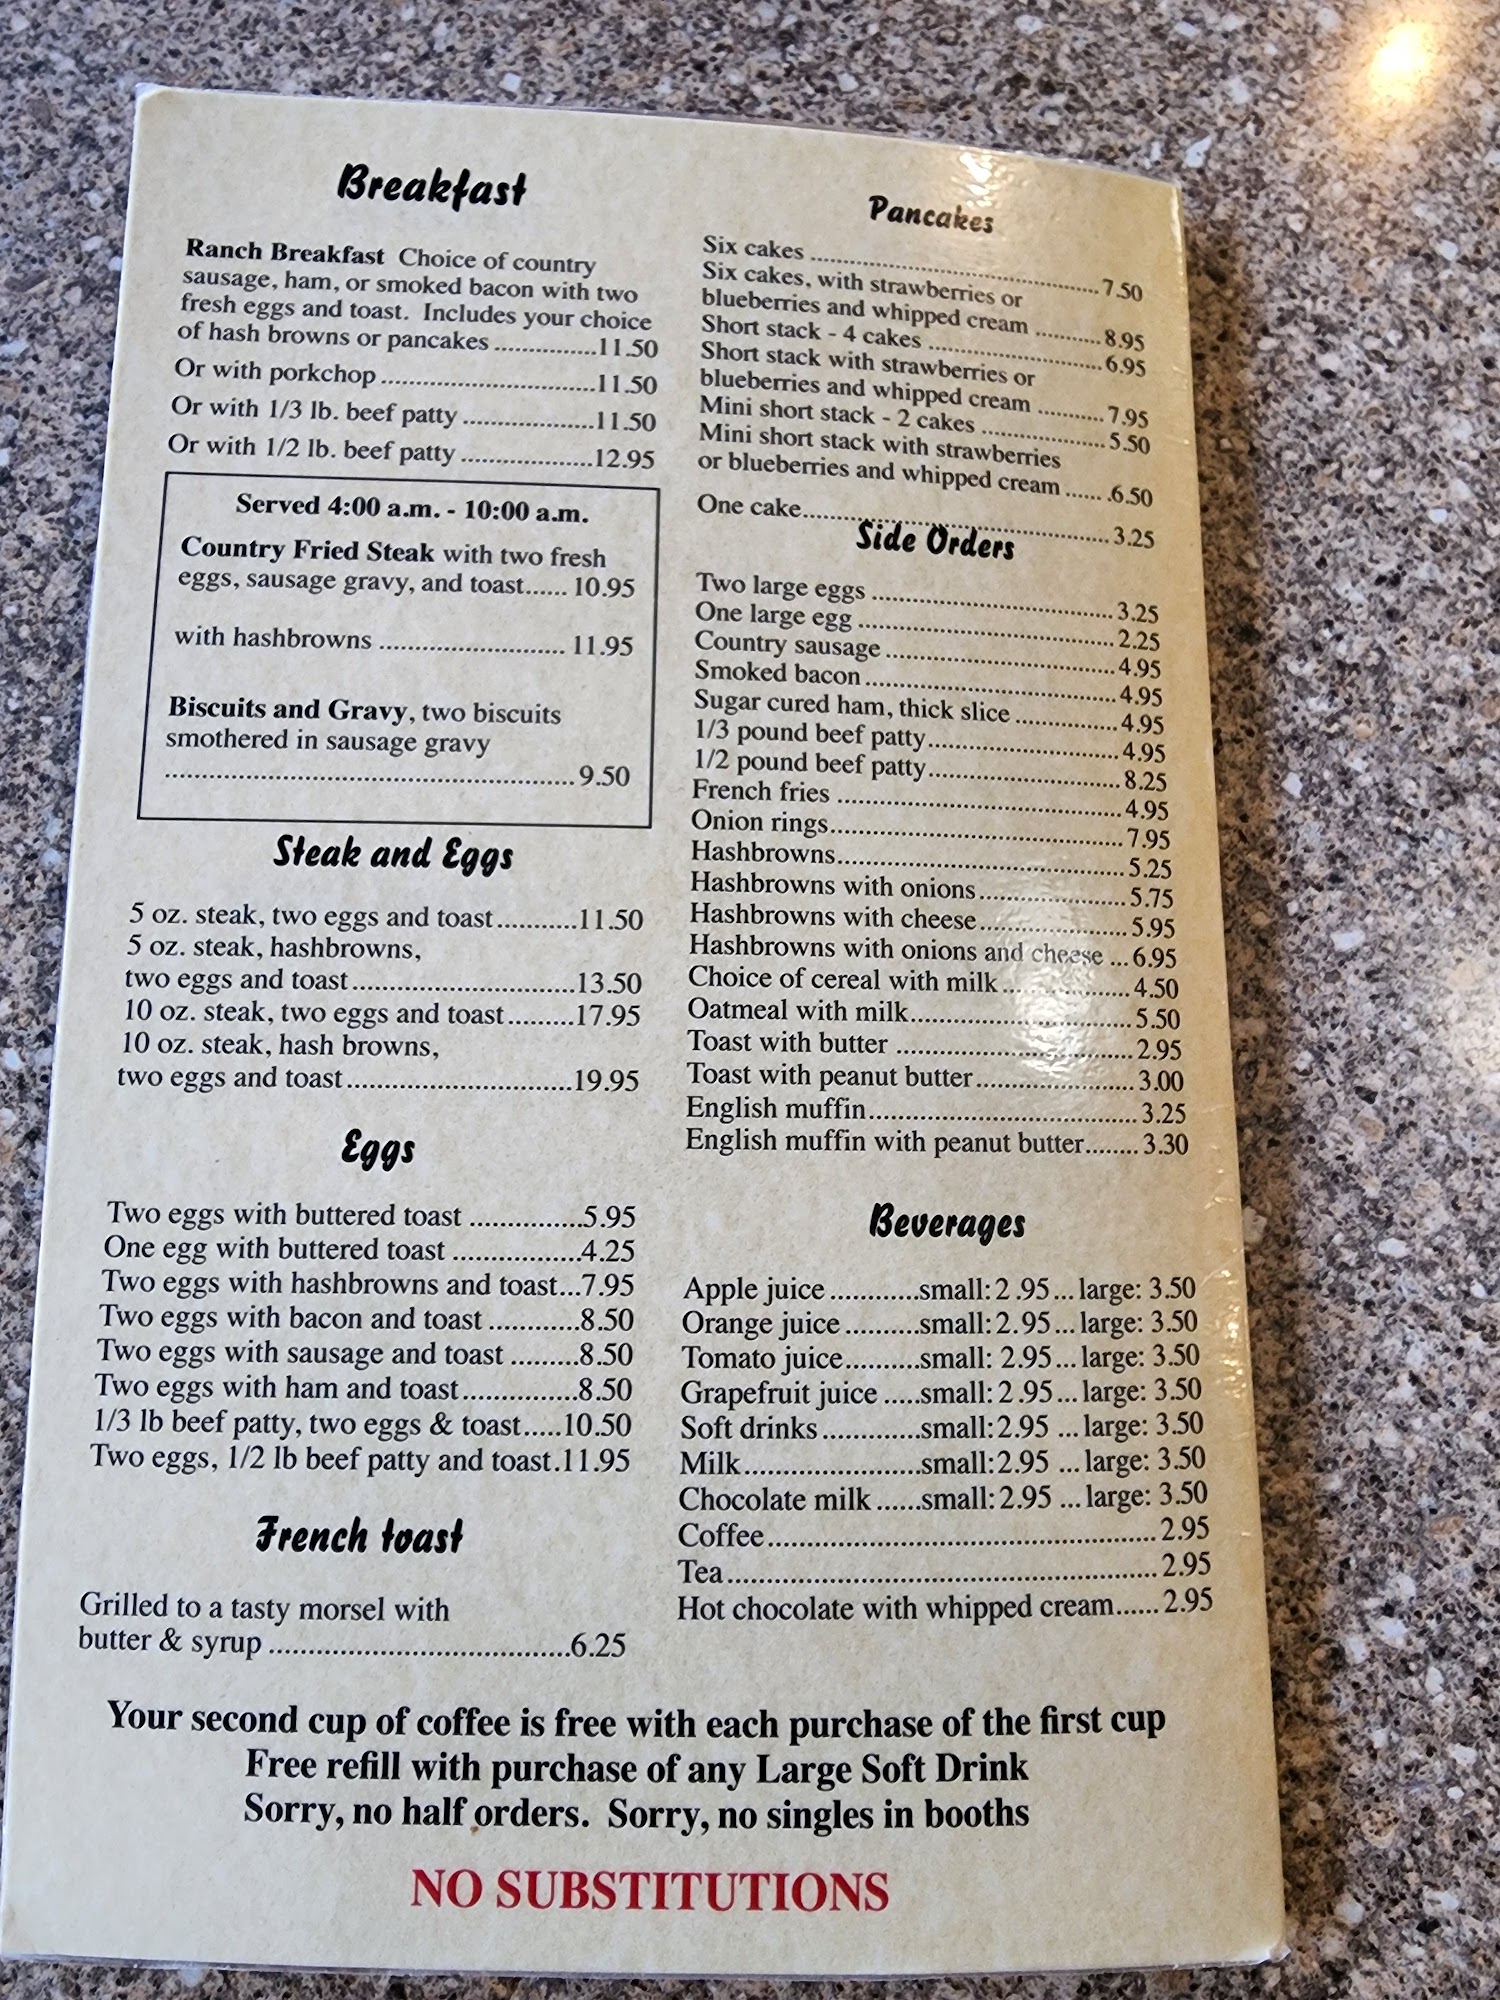 Breakfast
Ranch Breakfast Choice of country
sausage, ham, or smoked bacon with two
fresh eggs and toast. Includes your choice
of hash browns or pancakes ...............11.50
Or with porkchop ................................11.50
Or with 1/3 lb. beef patty ....................11.50
Or with 1/2 lb. beef patty ....................12.95
Served 4:00 a.m. - 10:00 a.m.
Country Fried Steak with two fresh
eggs, sausage gravy, and toast...... 10.95
with hashbrowns ........................... 11.95
Biscuits and Gravy, two biscuits
smothered in sausage gravy
............................................................. 9.50
Steak and Eggs
5 oz. steak, two eggs and toast...........11.50
5 oz. steak, hashbrowns,
two eggs and toast................................13.50
10 oz. steak, two eggs and toast.........17.95
10 oz. steak, hash browns,
two eggs and toast................................19.95
Eggs
Two eggs with buttered toast ...............5.95
One egg with buttered toast .................4.25
Two eggs with hashbrowns and toast...7.95
Two eggs with bacon and toast ............8.50
Two eggs with sausage and toast .........8.50
Two eggs with ham and toast...............8.50
1/3 lb beef patty, two eggs & toast.....10.50
Two eggs, 1/2 lb beef patty and toast.11.95
French toast
Grilled to a tasty morsel with
butter & syrup .......................................6.25
Pancakes
Six cakes ..........................................7.50
Six cakes, with strawberries or
blueberries and whipped cream ..........8.95
Short stack - 4 cakes ...........................6.95
Short stack with strawberries or
blueberries and whipped cream ..........7.95
Mini short stack - 2 cakes ...................5.50
Mini short stack with strawberries
or blueberries and whipped cream ...... .6.50
One cake............................................3.25
Side Orders
Two large eggs ....................................3.25
One large egg ......................................2.25
Country sausage ..................................4.95
Smoked bacon .....................................4.95
Sugar cured ham, thick slice ...............4.95
1/3 pound beef patty............................4.95
1/2 pound beef patty............................8.25
French fries .........................................4.95
Onion rings..........................................7.95
Hashbrowns.........................................5.25
Hashbrowns with onions.....................5.75
Hashbrowns with cheese.....................5.95
Hashbrowns with onions and cheese ...6.95
Choice of cereal with milk..................4.50
Oatmeal with milk...............................5.50
Toast with butter .................................2.95
Toast with peanut butter......................3.00
English muffin.....................................3.25
English muffin with peanut butter........3.30
Beverages
Apple juice ............small: 2 .95 ... large: 3.50
Orange juice ..........small: 2.95 ... large: 3.50
Tomato juice..........small: 2.95 ... large: 3.50
Grapefruit juice .....small: 2 .95 ... large: 3.50
Soft drinks .............small: 2.95 ... large: 3.50
Milk.......................small: 2.95 ... large: 3.50
Chocolate milk ......small: 2.95 ... large: 3.50
Coffee......................................................2.95
Tea...........................................................2.95
Hot chocolate with whipped cream......2.95
Your second cup of coffee is free with each purchase of the first cup
Free refill with purchase of any Large Soft Drink
Sorry, no half orders. Sorry, no singles in booths
NO SUBSTITUTIONS